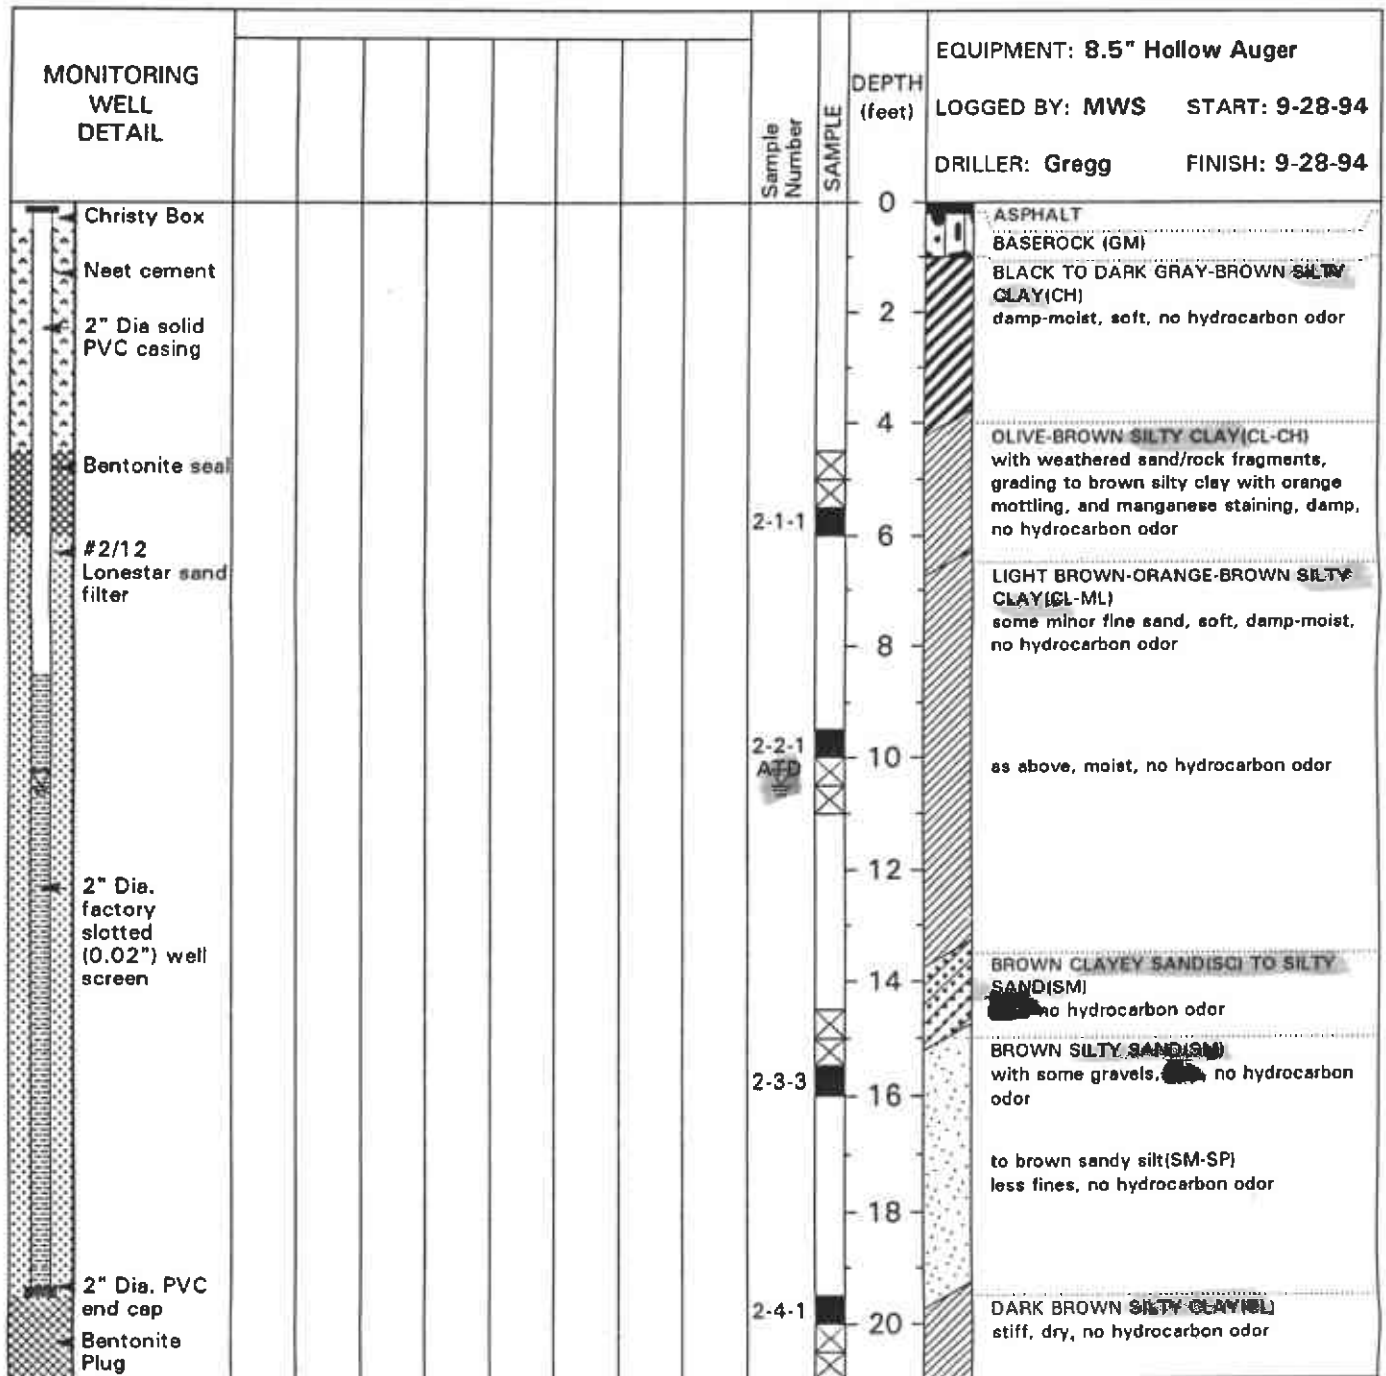 MONITORING
WELL
DETAIL
Sample
Number
SAMPLE
DEPTH
(feet)
EQUIPMENT: 8.5" Hollow Auger
LOGGED BY: MWS START: 9-28-94
DRILLER: Gregg FINISH: 9-28-94
Christy Box
Neet cement
2" Dia solid
PVC casing
Bentonite seal
#2/12
Lonestar sand
filter
2" Dia.
factory
slotted
(0.02") well
screen
2" Dia. PVC
end cap
Bentonite
Plug
2-1-1
2-2-1
ATD
2-3-3
2-4-1
0
2
4
6
8
10
12
14
16
18
20
ASPHALT
BASEROCK (GM)
BLACK TO DARK GRAY-BROWN SILTY
CLAY(CH)
damp-moist, soft, no hydrocarbon odor
OLIVE-BROWN SILTY CLAY(CL-CH)
with weathered sand/rock fragments,
grading to brown silty clay with orange
mottling, and manganese staining, damp,
no hydrocarbon odor
LIGHT BROWN-ORANGE-BROWN SILTY
CLAY(CL-ML)
some minor fine sand, soft, damp-moist,
no hydrocarbon odor
as above, moist, no hydrocarbon odor
BROWN CLAYEY SAND(SC) TO SILTY
SAND(SM)
no hydrocarbon odor
BROWN SILTY SAND(SM)
with some gravels, no hydrocarbon
odor
to brown sandy silt(SM-SP)
less fines, no hydrocarbon odor
DARK BROWN SILTY CLAY(CL)
stiff, dry, no hydrocarbon odor